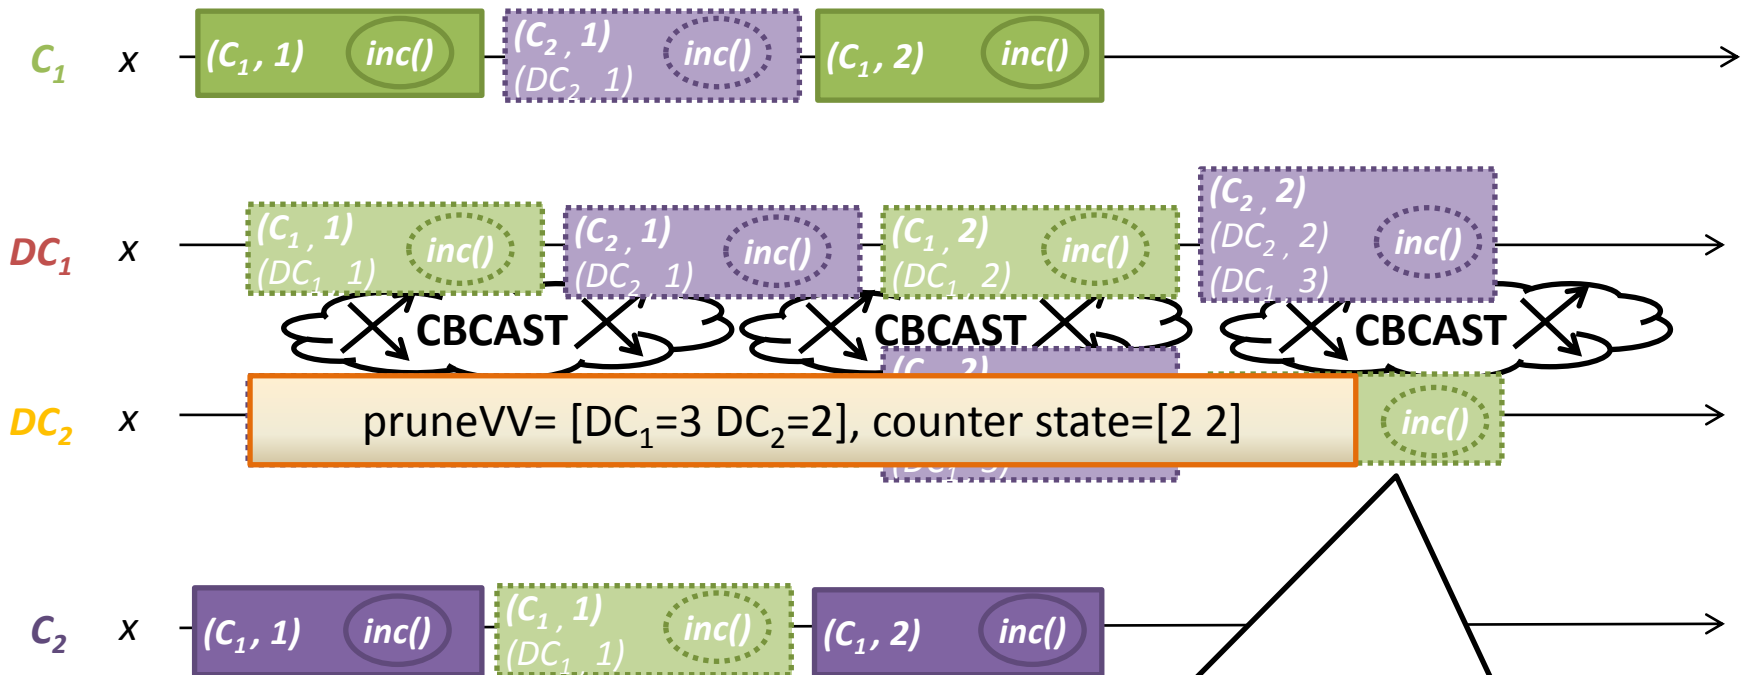 C₁ x (C₁, 1) inc() (C₂, 1) inc() (C₁, 2) inc()
(DC₂ 1)
(C₂, 2)
(C₁, 1) inc() (C₂, 1) inc() (C₁, 2) inc() (DC₂, 2) inc()
DC₁ x
(DC₁, 1) (DC₂ 1) (DC₁ 2) (DC₁ 3)
CBCAST CBCAST CBCAST
(C₂, 2)
DC₂ x pruneVV= [DC₁=3 DC₂=2], counter state=[2 2] inc()
C₂ x (C₁, 1) inc() (C₁, 1) inc() (C₁, 2) inc()
(DC₁, 1)